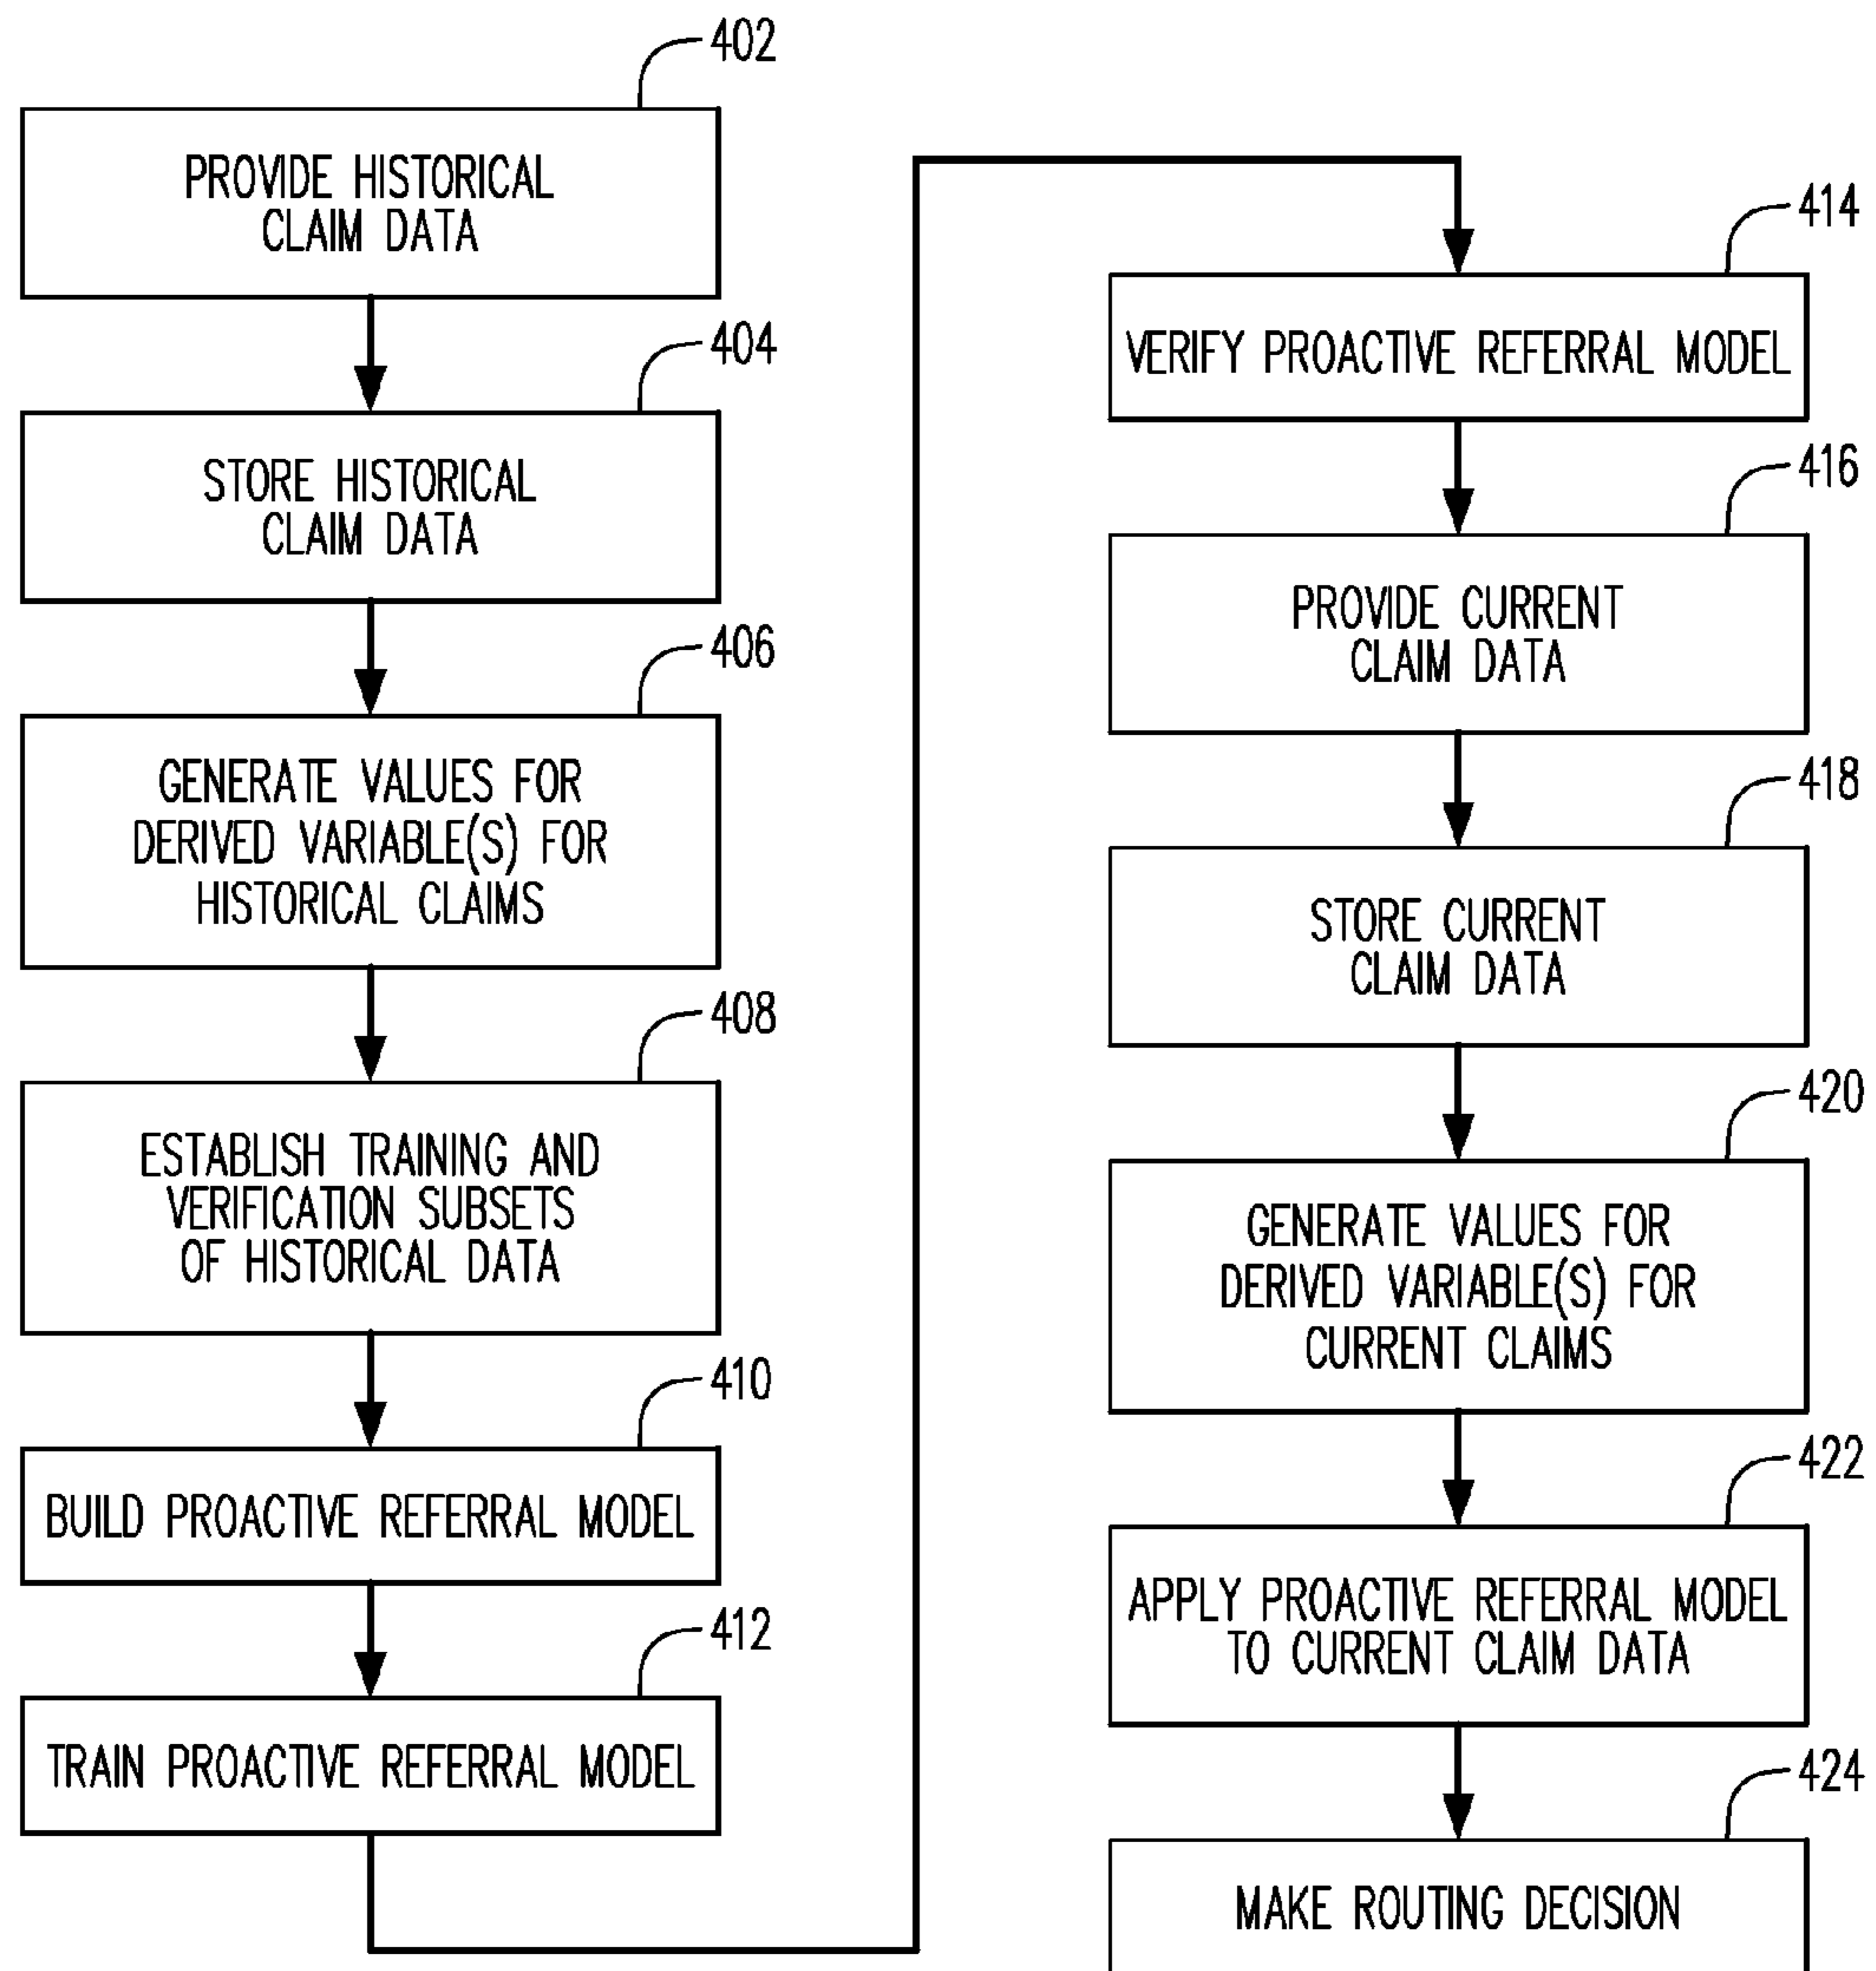 402
PROVIDE HISTORICAL
CLAIM DATA
404
STORE HISTORICAL
CLAIM DATA
406
GENERATE VALUES FOR
DERIVED VARIABLE(S) FOR
HISTORICAL CLAIMS
408
ESTABLISH TRAINING AND
VERIFICATION SUBSETS
OF HISTORICAL DATA
410
BUILD PROACTIVE REFERRAL MODEL
412
TRAIN PROACTIVE REFERRAL MODEL
414
VERIFY PROACTIVE REFERRAL MODEL
416
PROVIDE CURRENT
CLAIM DATA
418
STORE CURRENT
CLAIM DATA
420
GENERATE VALUES FOR
DERIVED VARIABLE(S) FOR
CURRENT CLAIMS
422
APPLY PROACTIVE REFERRAL MODEL
TO CURRENT CLAIM DATA
424
MAKE ROUTING DECISION